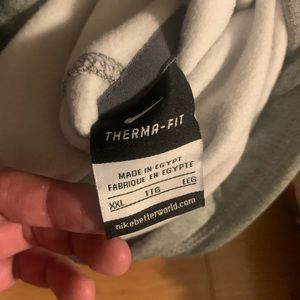 THERMA-FIT
MADE IN EGYPT
FABRIQUE EN EGYPTE
XXL TTG EEG
nikebetterworld.com